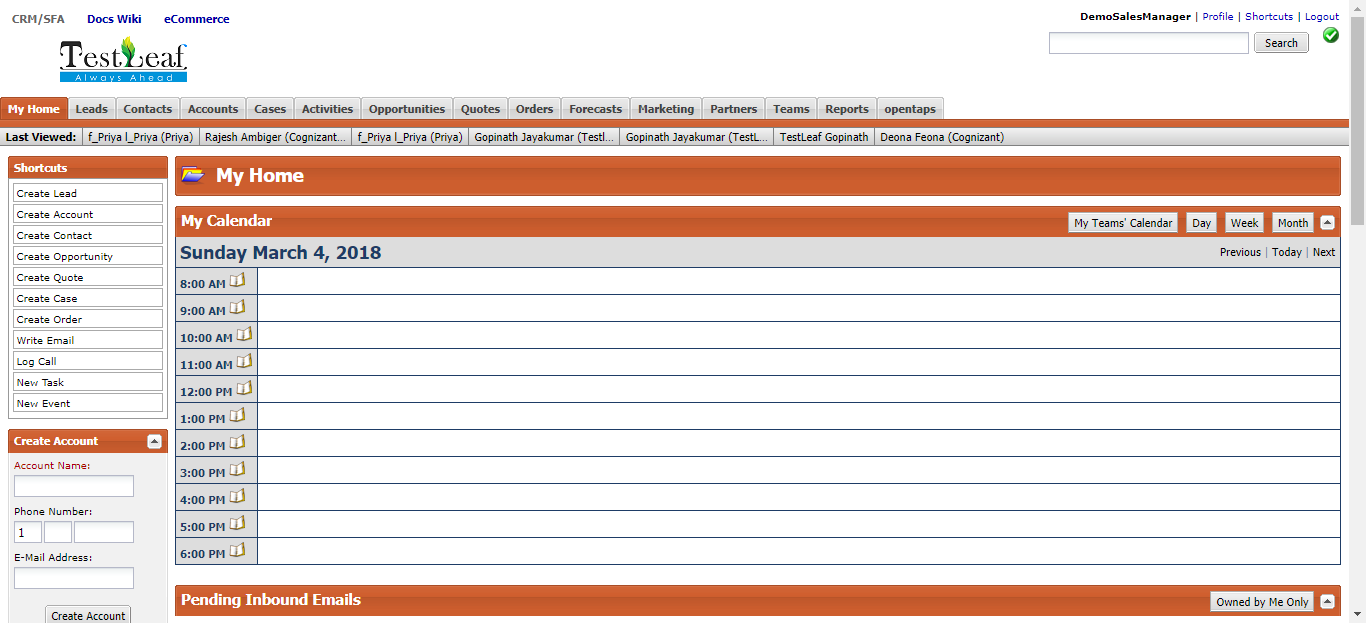 CRM/SFA Docs Wiki eCommerce
DemoSalesManager | Profile | Shortcuts | Logout
TestLeaf
Always Ahead
Search
My Home Leads Contacts Accounts Cases Activities Opportunities Quotes Orders Forecasts Marketing Partners Teams Reports opentaps
Last Viewed: f_Priya l_Priya (Priya) Rajesh Ambiger (Cognizant... f_Priya l_Priya (Priya) Gopinath Jayakumar (Testl... Gopinath Jayakumar (TestL... TestLeaf Gopinath Deona Feona (Cognizant)
Shortcuts
Create Lead
Create Account
Create Contact
Create Opportunity
Create Quote
Create Case
Create Order
Write Email
Log Call
New Task
New Event
Create Account
Account Name:
Phone Number:
1
E-Mail Address:
Create Account
My Home
My Calendar My Teams' Calendar Day Week Month
Sunday March 4, 2018 Previous | Today | Next
8:00 AM
9:00 AM
10:00 AM
11:00 AM
12:00 PM
1:00 PM
2:00 PM
3:00 PM
4:00 PM
5:00 PM
6:00 PM
Pending Inbound Emails Owned by Me Only